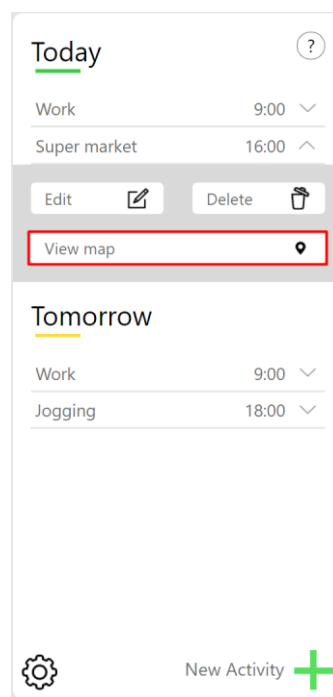 Today ?
Work 9:00
Super market 16:00
Edit Delete
View map
Tomorrow
Work 9:00
Jogging 18:00
New Activity